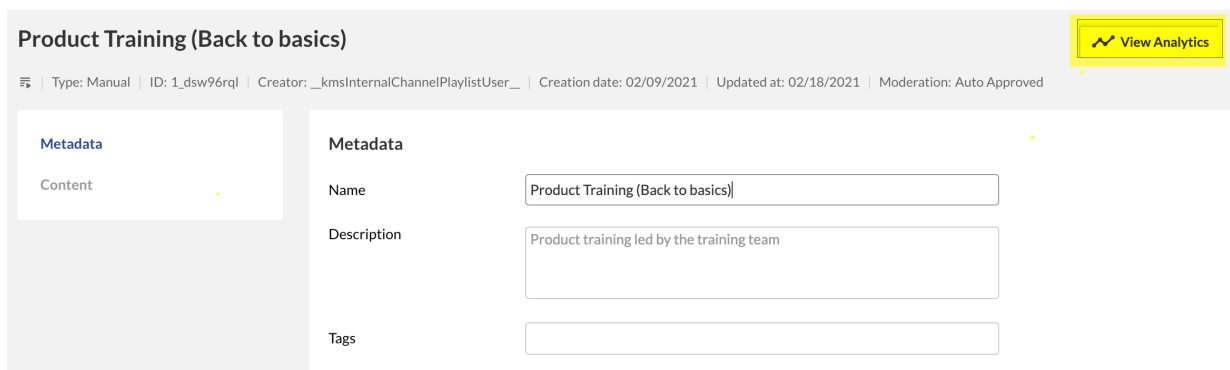 Product Training (Back to basics)
View Analytics
Type: Manual | ID: 1_dsw96rql | Creator: __kmsInternalChannelPlaylistUser__ | Creation date: 02/09/2021 | Updated at: 02/18/2021 | Moderation: Auto Approved
Metadata
Content
Metadata
Name
Product Training (Back to basics)
Description
Product training led by the training team
Tags